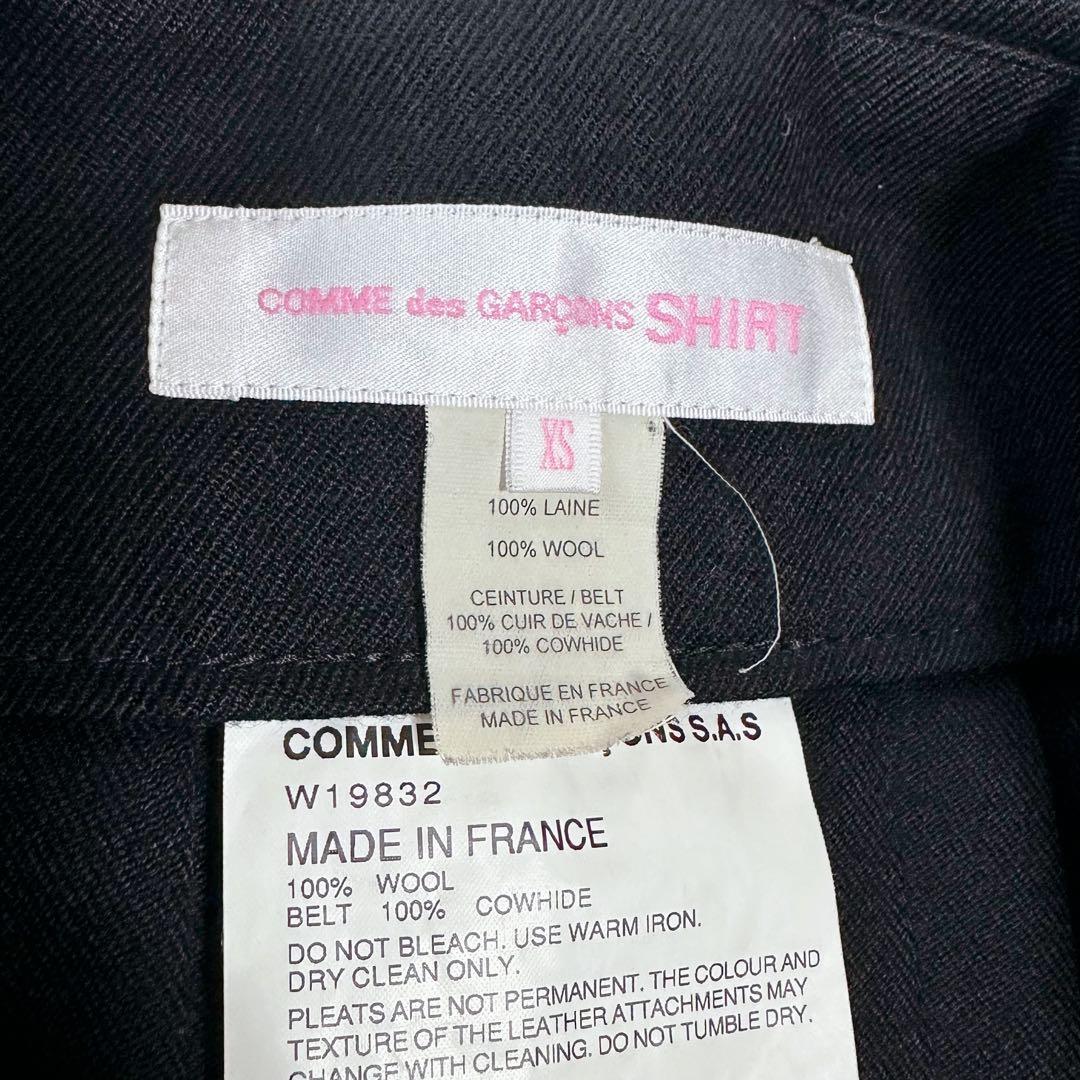 COMME des GARÇONS SHIRT
XS
100% LAINE
100% WOOL
CEINTURE / BELT
100% CUIR DE VACHE /
100% COWHIDE
FABRIQUE EN FRANCE
MADE IN FRANCE
COMME ÇONS S.A.S
W19832
MADE IN FRANCE
100% WOOL
BELT 100% COWHIDE
DO NOT BLEACH. USE WARM IRON.
DRY CLEAN ONLY.
PLEATS ARE NOT PERMANENT. THE COLOUR AND
TEXTURE OF THE LEATHER ATTACHMENTS MAY
CHANGE WITH CLEANING. DO NOT TUMBLE DRY.